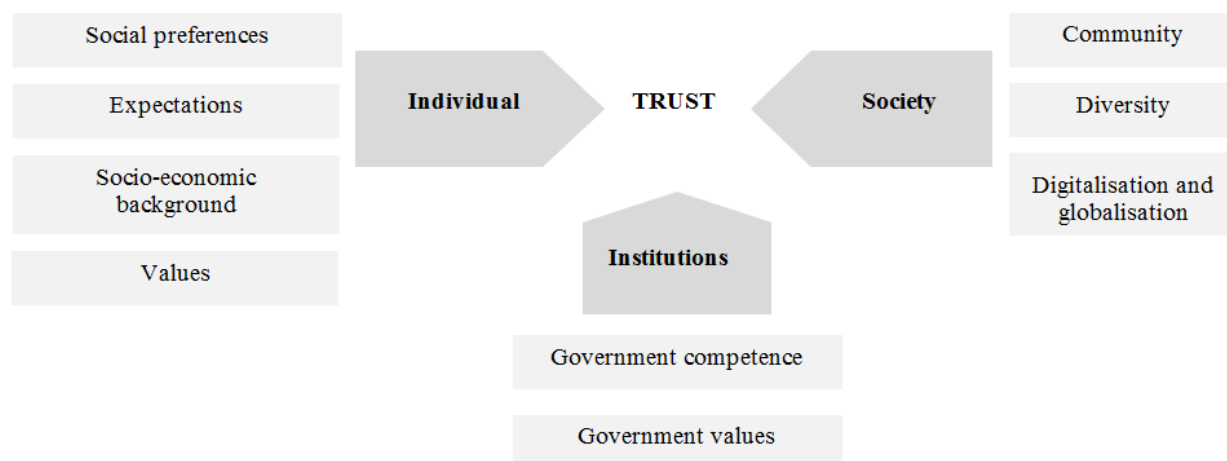 Social preferences
Expectations
Socio-economic
background
Values
Individual
TRUST
Society
Community
Diversity
Digitalisation and
globalisation
Institutions
Government competence
Government values